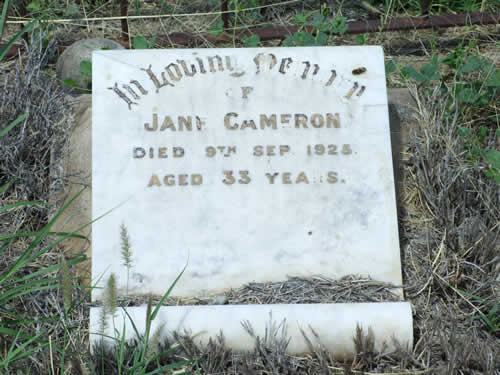 In Loving Memory
OF
JANE CAMERON
DIED 9TH SEP. 1925.
AGED 33 YEARS.